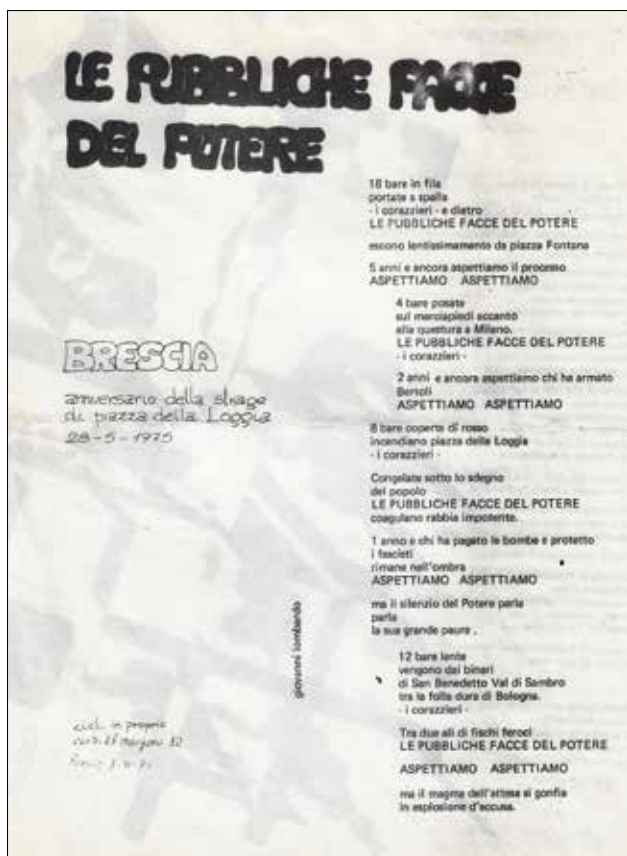 LE PUBBLICHE FACCE
DEL POTERE
18 bare in fila
portate a spalla
- i corazzieri - e dietro
LE PUBBLICHE FACCE DEL POTERE
escono lentissimamente da piazza Fontana
5 anni e ancora aspettiamo il processo
ASPETTIAMO ASPETTIAMO
4 bare posate
sul marciapiedi accanto
alla questura a Milano.
LE PUBBLICHE FACCE DEL POTERE
- i corazzieri -
2 anni e ancora aspettiamo chi ha armato
Bertoli
ASPETTIAMO ASPETTIAMO
8 bare coperte di rosso
incendiano piazza della Loggia
- i corazzieri -
Congelate sotto lo sdegno
del popolo
LE PUBBLICHE FACCE DEL POTERE
coagulano rabbia impotente.
1 anno e chi ha pagato le bombe e protetto
i fascisti
rimane nell'ombra
ASPETTIAMO ASPETTIAMO
ma il silenzio del Potere parla
parla
la sua grande paura .
12 bare lente
vengono dai binari
di San Benedetto Val di Sambro
tra la folla dura di Bologna.
- i corazzieri -
Tra due ali di fischi feroci
LE PUBBLICHE FACCE DEL POTERE
ASPETTIAMO ASPETTIAMO
ma il magma dell'attesa si gonfia
in esplosione d'accusa.
BRESCIA
anniversario della strage
di piazza della Loggia
28-5-1975
giovanni lombardo
in proprio